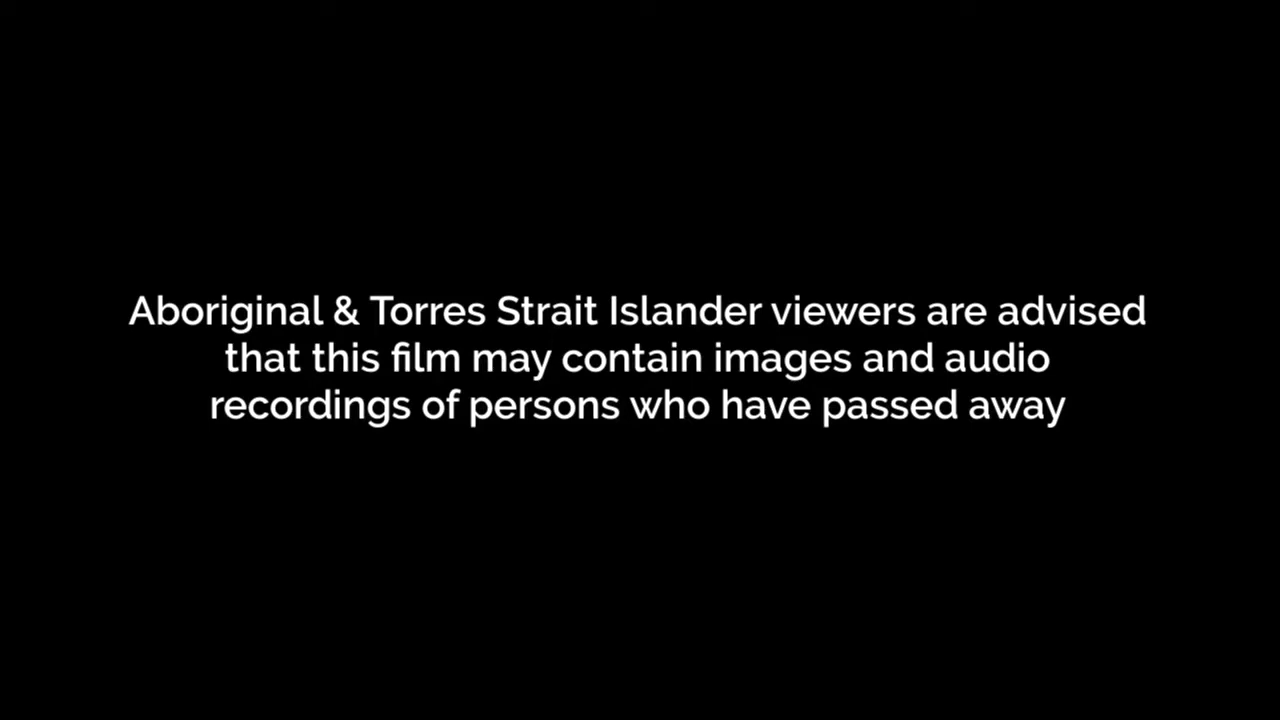 Aboriginal & Torres Strait Islander viewers are advised
that this film may contain images and audio
recordings of persons who have passed away